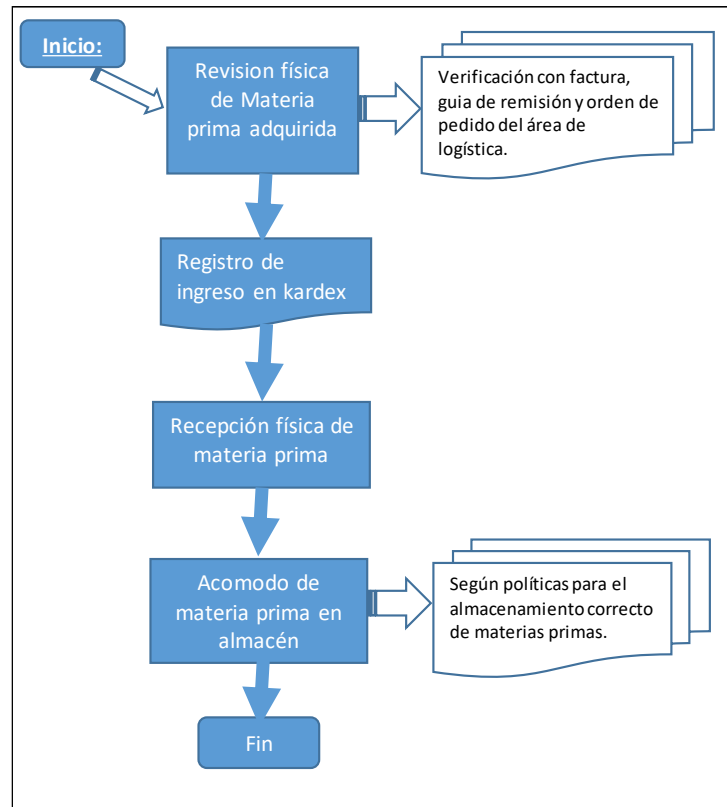 Inicio:
Revision física
de Materia
prima adquirida
Verificación con factura,
guia de remisión y orden de
pedido del área de
logística.
Registro de
ingreso en kardex
Recepción física de
materia prima
Acomodo de
materia prima en
almacén
Según políticas para el
almacenamiento correcto
de materias primas.
Fin